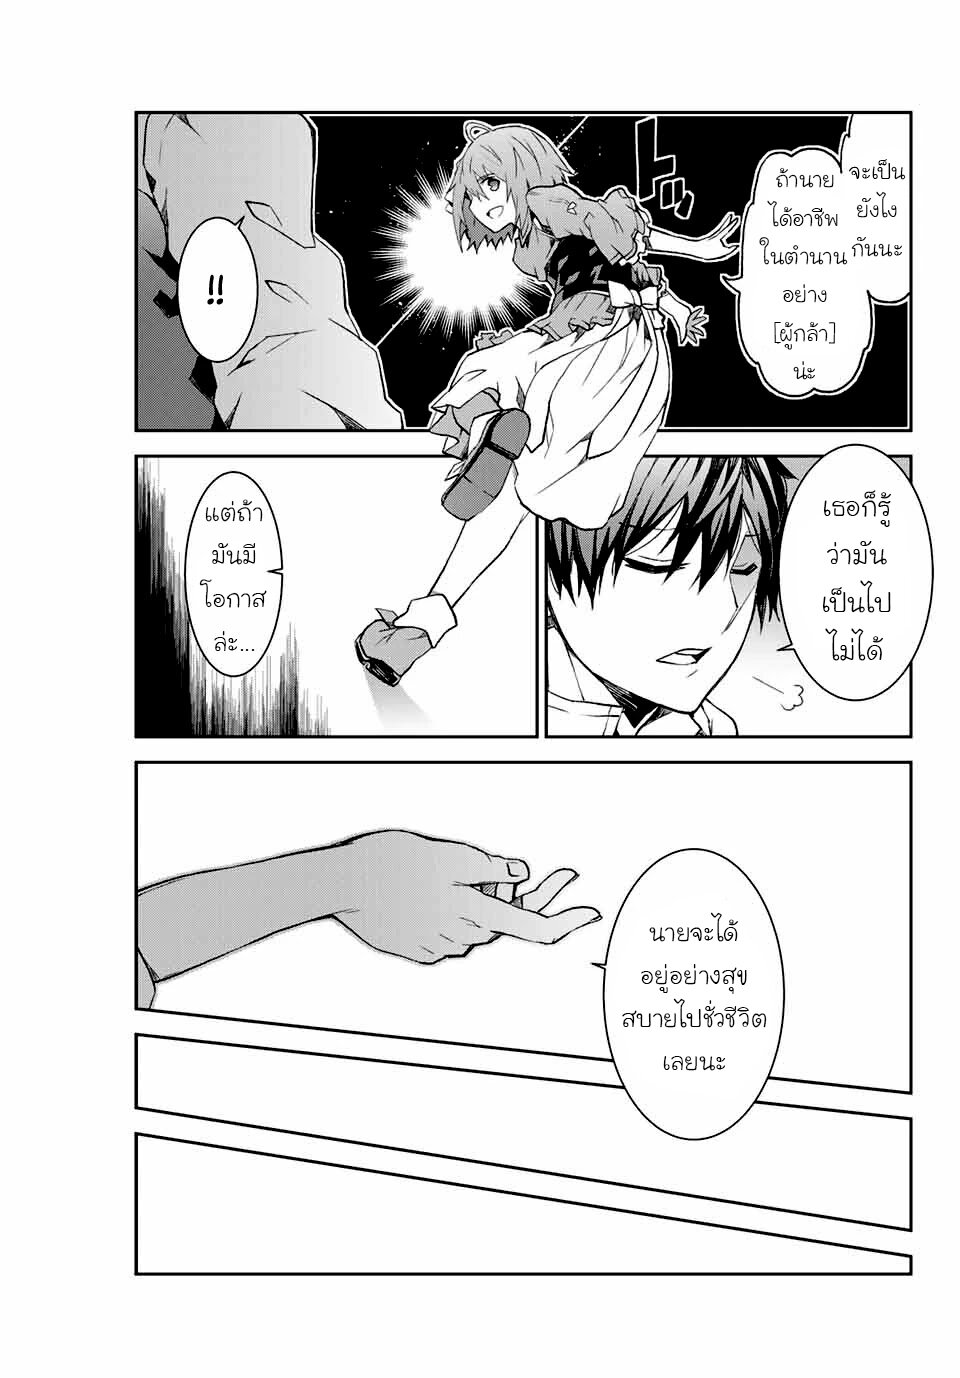 จะเป็น
ยังไง
กันนะ
ถ้านาย
ได้อาชีพ
ในตำนาน
อย่าง
[ผู้กล้า]
น่ะ
ドッ
!!
เธอก็รู้
ว่ามัน
เป็นไป
ไม่ได้
แต่ถ้า
มันมี
โอกาส
ล่ะ...
นายจะได้
อยู่อย่างสุข
สบายไปชั่วชีวิต
เลยนะ